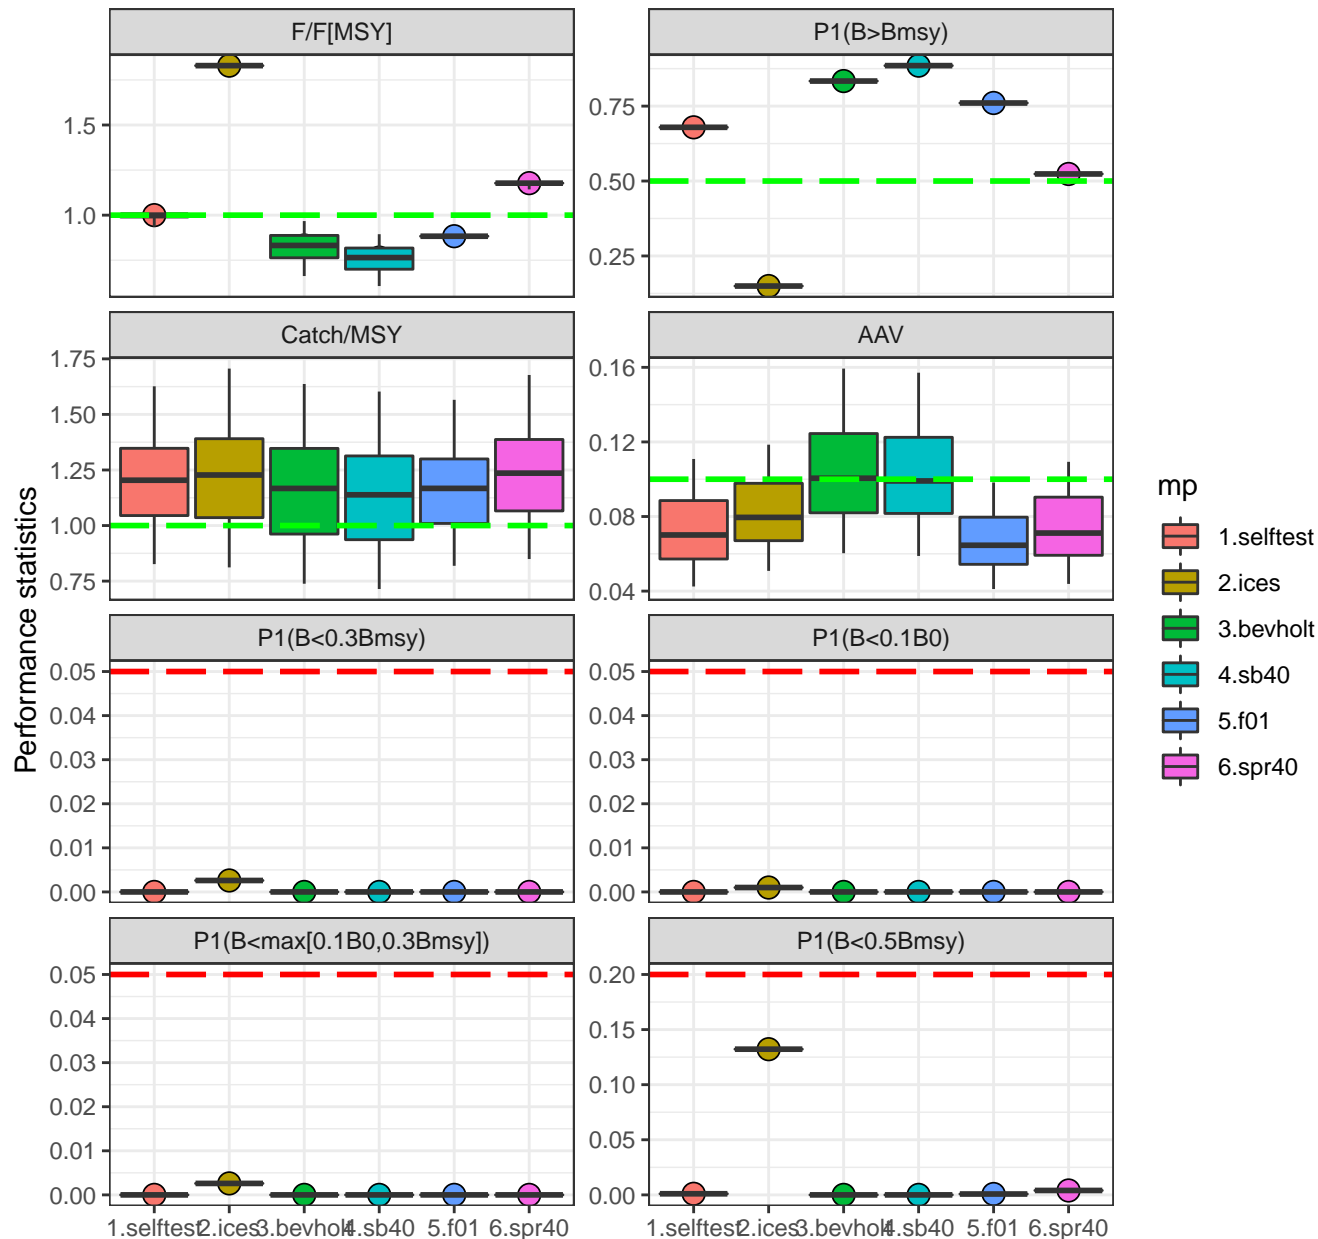 F/F[MSY]
P1(B>Bmsy)
1.5
1.0
0.75
0.50
0.25
Catch/MSY
AAV
1.75
1.50
1.25
1.00
0.75
0.16
0.12
0.08
0.04
P1(B<0.3Bmsy)
P1(B<0.1B0)
0.05
0.04
0.03
0.02
0.01
0.00
0.05
0.04
0.03
0.02
0.01
0.00
P1(B<max[0.1B0,0.3Bmsy])
P1(B<0.5Bmsy)
0.05
0.04
0.03
0.02
0.01
0.00
0.20
0.15
0.10
0.05
0.00
1.selftest 2.ices 3.bevholt 4.sb40 5.f01 6.spr40
1.selftest 2.ices 3.bevholt 4.sb40 5.f01 6.spr40
Performance statistics
mp
1.selftest
2.ices
3.bevholt
4.sb40
5.f01
6.spr40